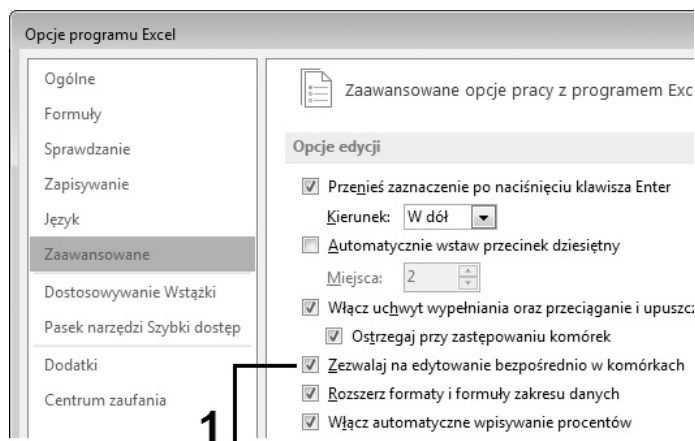 Opcje programu Excel
Ogólne
Formuły
Sprawdzanie
Zapisywanie
Język
Zaawansowane
Dostosowywanie Wstążki
Pasek narzędzi Szybki dostęp
Dodatki
Centrum zaufania
Zaawansowane opcje pracy z programem Exc
Opcje edycji
Przenieś zaznaczenie po naciśnięciu klawisza Enter
Kierunek: W dół
Automatycznie wstaw przecinek dziesiętny
Miejsca: 2
Włącz uchwyt wypełniania oraz przeciąganie i upuszcz
Ostrzegaj przy zastępowaniu komórek
Zezwalaj na edytowanie bezpośrednio w komórkach
Rozszerz formaty i formuły zakresu danych
Włącz automatyczne wpisywanie procentów
1